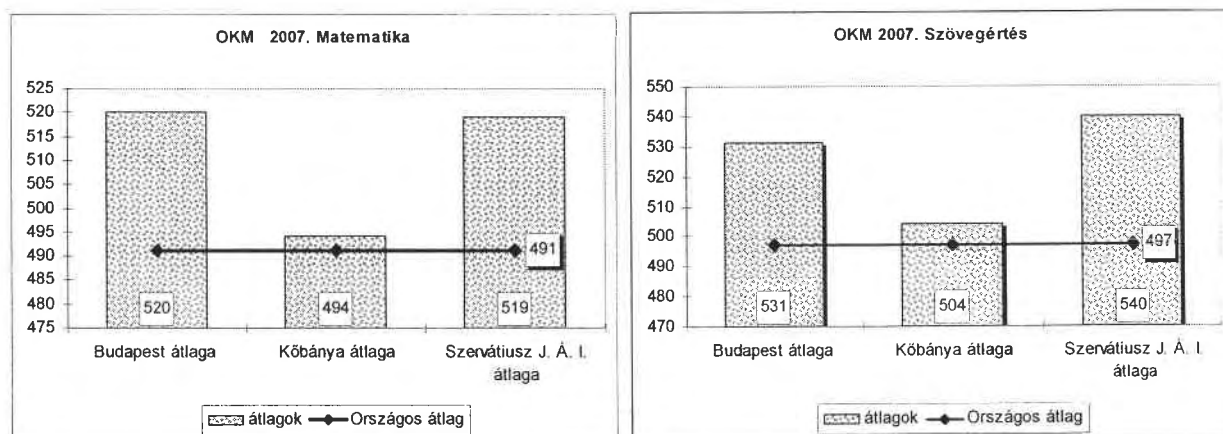 OKM 2007. Matematika
525
520
515
510
505
500
495
490
485
480
475
491
520
494
519
Budapest átlaga
Kőbánya átlaga
Szervátiusz J. Á. I. átlaga
átlagok
Országos átlag
OKM 2007. Szövegértés
550
540
530
520
510
500
490
480
470
497
531
504
540
Budapest átlaga
Kőbánya átlaga
Szervátiusz J. Á. I. átlaga
átlagok
Országos átlag